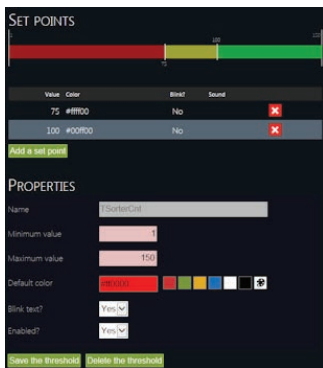 SET POINTS
1 100 150
75
Value Color Blink? Sound
75 #ffff00 No
100 #00ff00 No
Add a set point
PROPERTIES
Name TSorterCnt
Minimum value 1
Maximum value 150
Default color #ff0000
Blink text? Yes
Enabled? Yes
Save the threshold Delete the threshold